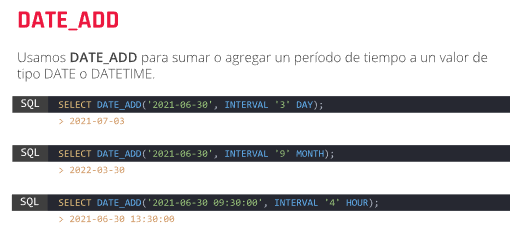 DATE_ADD
Usamos DATE_ADD para sumar o agregar un período de tiempo a un valor de
tipo DATE o DATETIME.
SQL SELECT DATE_ADD('2021-06-30', INTERVAL '3' DAY);
> 2021-07-03
SQL SELECT DATE_ADD('2021-06-30', INTERVAL '9' MONTH);
> 2022-03-30
SQL SELECT DATE_ADD('2021-06-30 09:30:00', INTERVAL '4' HOUR);
> 2021-06-30 13:30:00